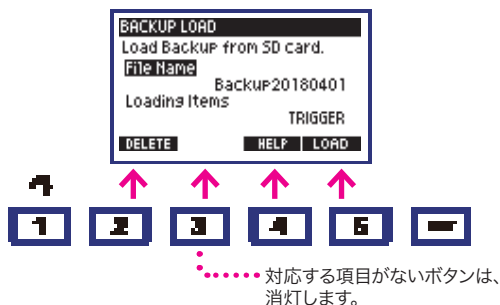 BACKUP LOAD
Load Backup from SD card.
File Name
Backup20180401
Loading Items
TRIGGER
DELETE HELP LOAD
1 2 3 4 5
対応する項目がないボタンは、
消灯します。